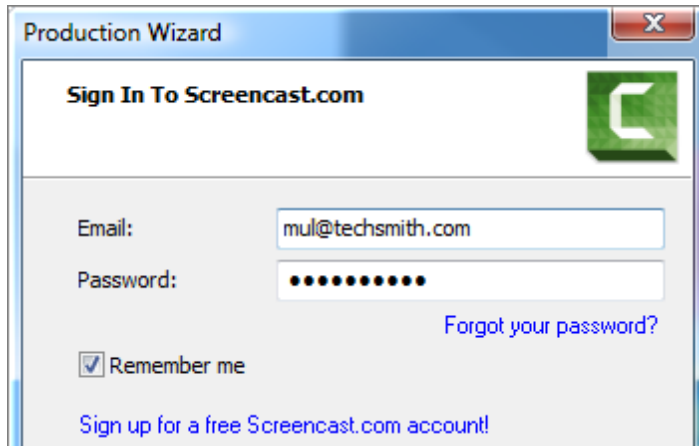 Production Wizard
Sign In To Screencast.com
Email: mul@techsmith.com
Password: ●●●●●●●●●●
Forgot your password?
Remember me
Sign up for a free Screencast.com account!